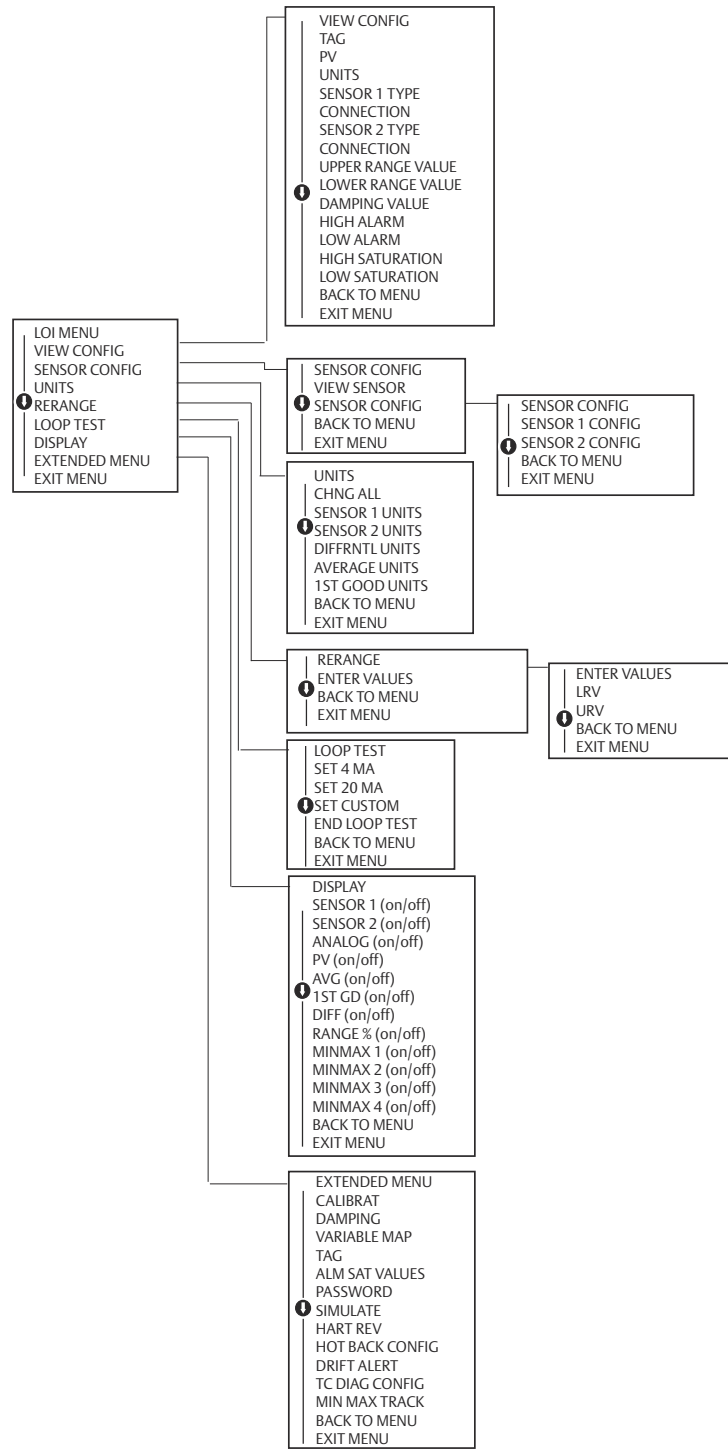 VIEW CONFIG
TAG
PV
UNITS
SENSOR 1 TYPE
CONNECTION
SENSOR 2 TYPE
CONNECTION
UPPER RANGE VALUE
LOWER RANGE VALUE
DAMPING VALUE
HIGH ALARM
LOW ALARM
HIGH SATURATION
LOW SATURATION
BACK TO MENU
EXIT MENU
LOI MENU
VIEW CONFIG
SENSOR CONFIG
UNITS
RERANGE
LOOP TEST
DISPLAY
EXTENDED MENU
EXIT MENU
SENSOR CONFIG
VIEW SENSOR
SENSOR CONFIG
BACK TO MENU
EXIT MENU
SENSOR CONFIG
SENSOR 1 CONFIG
SENSOR 2 CONFIG
BACK TO MENU
EXIT MENU
UNITS
CHNG ALL
SENSOR 1 UNITS
SENSOR 2 UNITS
DIFFRNTL UNITS
AVERAGE UNITS
1ST GOOD UNITS
BACK TO MENU
EXIT MENU
RERANGE
ENTER VALUES
BACK TO MENU
EXIT MENU
ENTER VALUES
LRV
URV
BACK TO MENU
EXIT MENU
LOOP TEST
SET 4 MA
SET 20 MA
SET CUSTOM
END LOOP TEST
BACK TO MENU
EXIT MENU
DISPLAY
SENSOR 1 (on/off)
SENSOR 2 (on/off)
ANALOG (on/off)
PV (on/off)
AVG (on/off)
1ST GD (on/off)
DIFF (on/off)
RANGE % (on/off)
MINMAX 1 (on/off)
MINMAX 2 (on/off)
MINMAX 3 (on/off)
MINMAX 4 (on/off)
BACK TO MENU
EXIT MENU
EXTENDED MENU
CALIBRAT
DAMPING
VARIABLE MAP
TAG
ALM SAT VALUES
PASSWORD
SIMULATE
HART REV
HOT BACK CONFIG
DRIFT ALERT
TC DIAG CONFIG
MIN MAX TRACK
BACK TO MENU
EXIT MENU